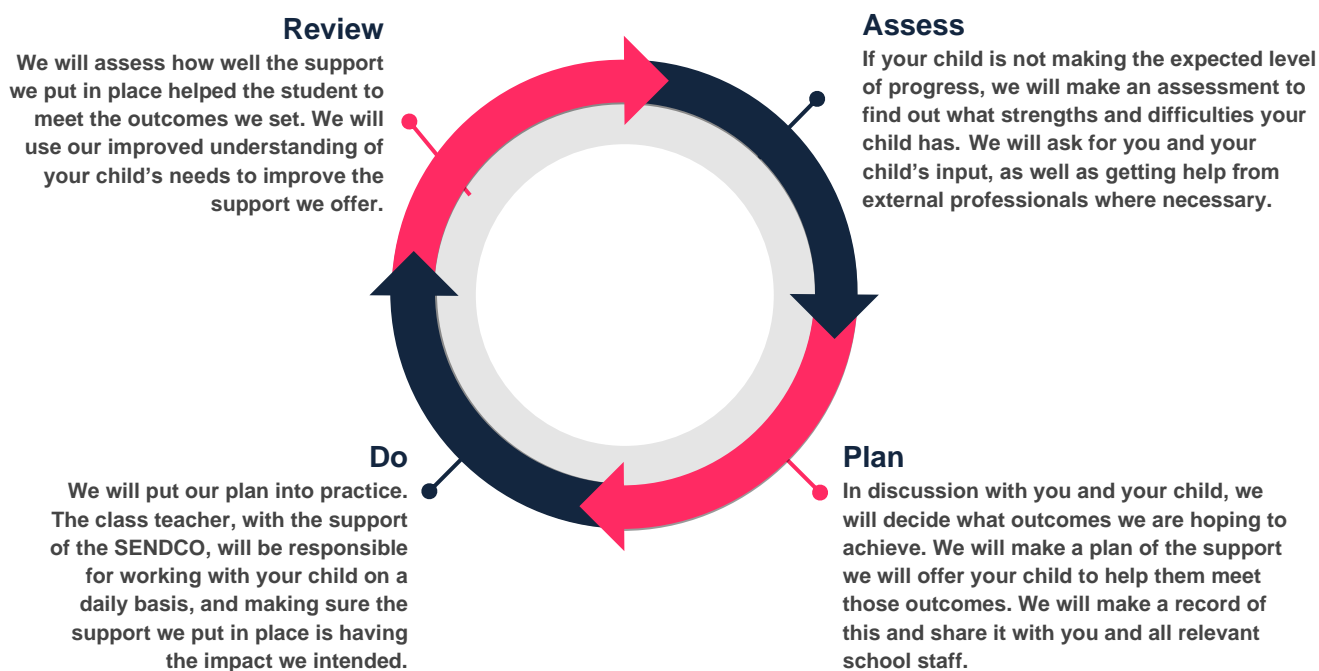 Review
We will assess how well the support
we put in place helped the student to
meet the outcomes we set. We will
use our improved understanding of
your child’s needs to improve the
support we offer.
Assess
If your child is not making the expected level
of progress, we will make an assessment to
find out what strengths and difficulties your
child has. We will ask for you and your
child’s input, as well as getting help from
external professionals where necessary.
Do
We will put our plan into practice.
The class teacher, with the support
of the SENDCO, will be responsible
for working with your child on a
daily basis, and making sure the
support we put in place is having
the impact we intended.
Plan
In discussion with you and your child, we
will decide what outcomes we are hoping to
achieve. We will make a plan of the support
we will offer your child to help them meet
those outcomes. We will make a record of
this and share it with you and all relevant
school staff.